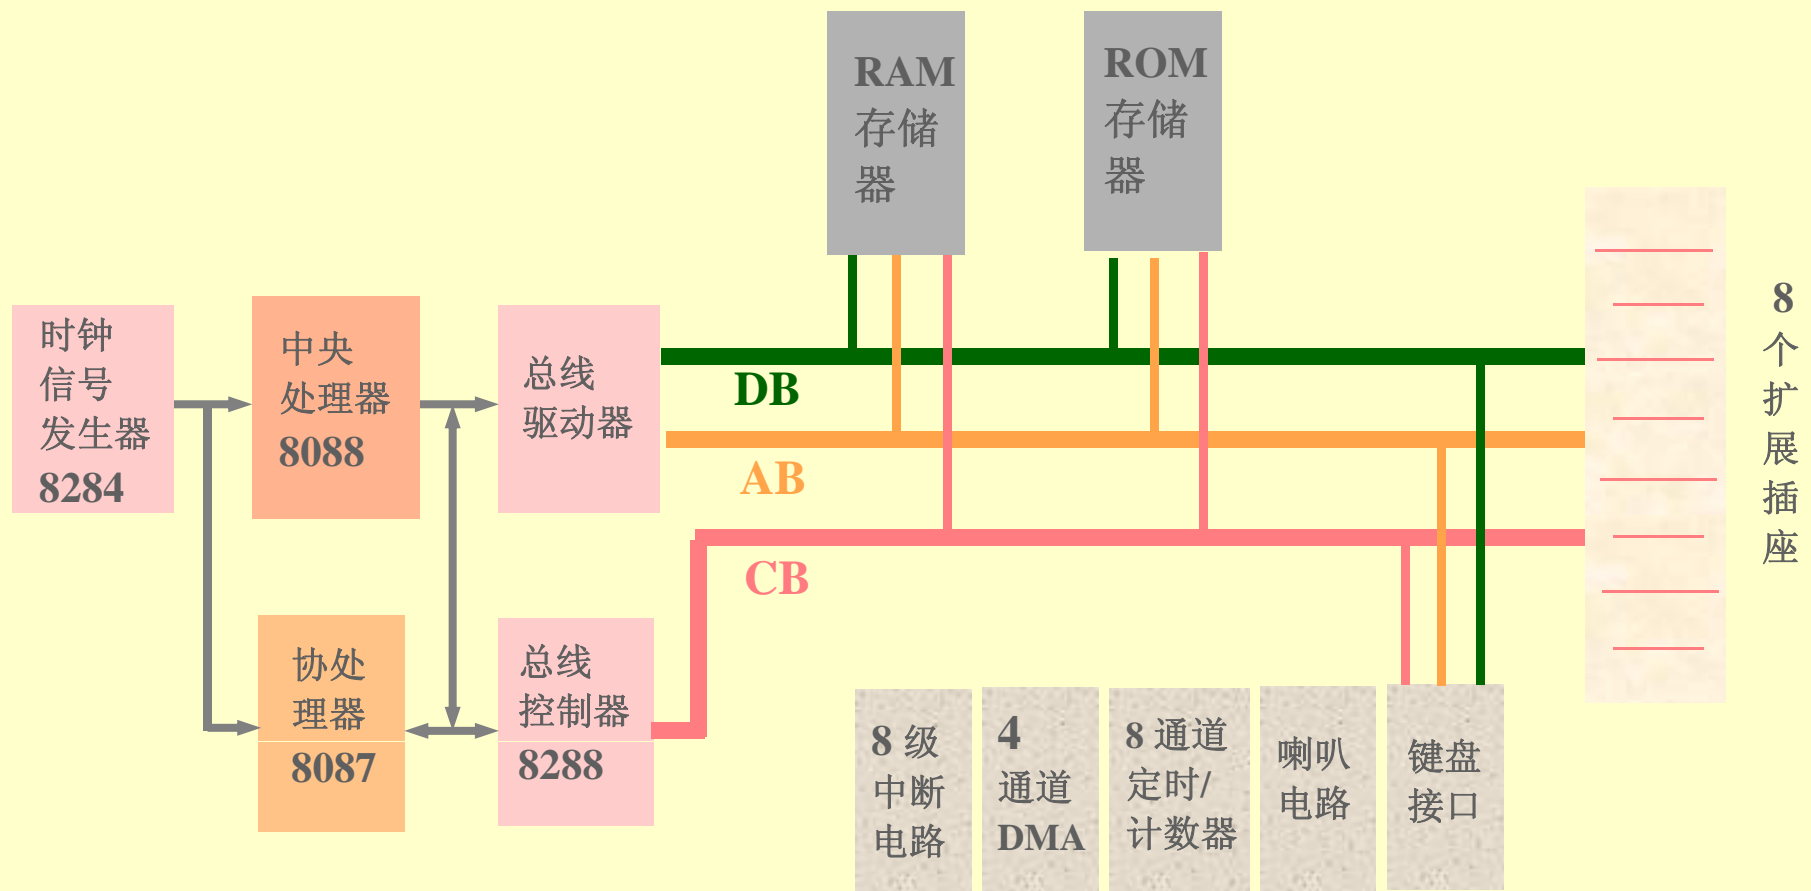 RAM
存储
器
ROM
存储
器
时钟
信号
发生器
8284
中央
处理器
8088
总线
驱动器
DB
AB
CB
8
个
扩
展
插
座
协处
理器
8087
总线
控制器
8288
8 级
中断
电路
4
通道
DMA
8 通道
定时/
计数器
喇叭
电路
键盘
接口